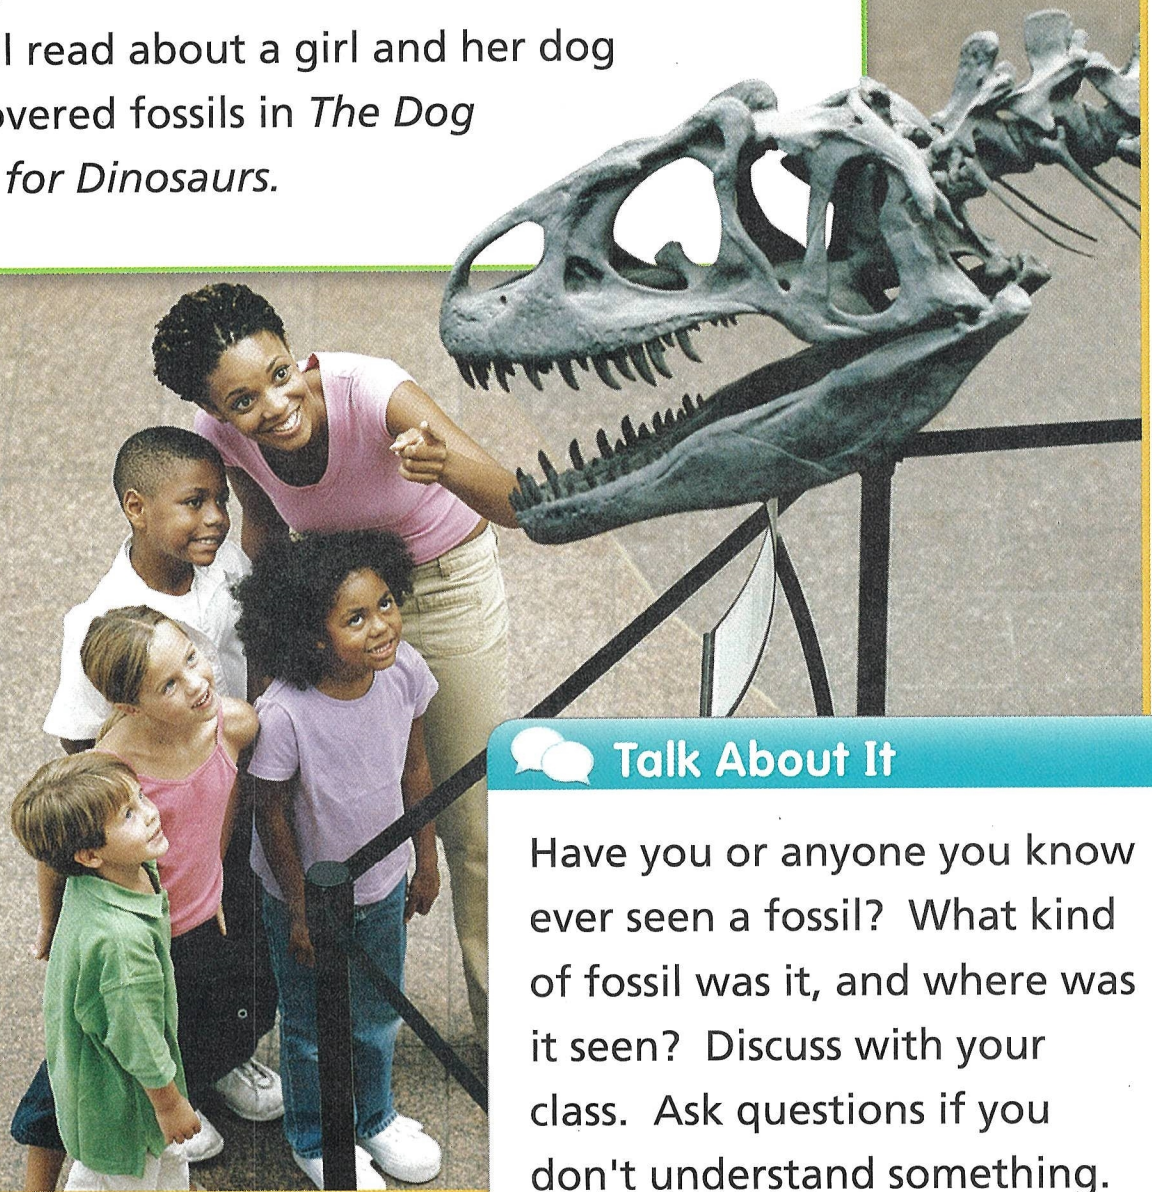 I read about a girl and her dog
overed fossils in The Dog
for Dinosaurs.
Talk About It
Have you or anyone you know
ever seen a fossil? What kind
of fossil was it, and where was
it seen? Discuss with your
class. Ask questions if you
don't understand something.